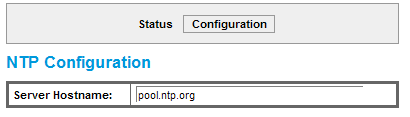 Status Configuration
NTP Configuration
Server Hostname: pool.ntp.org